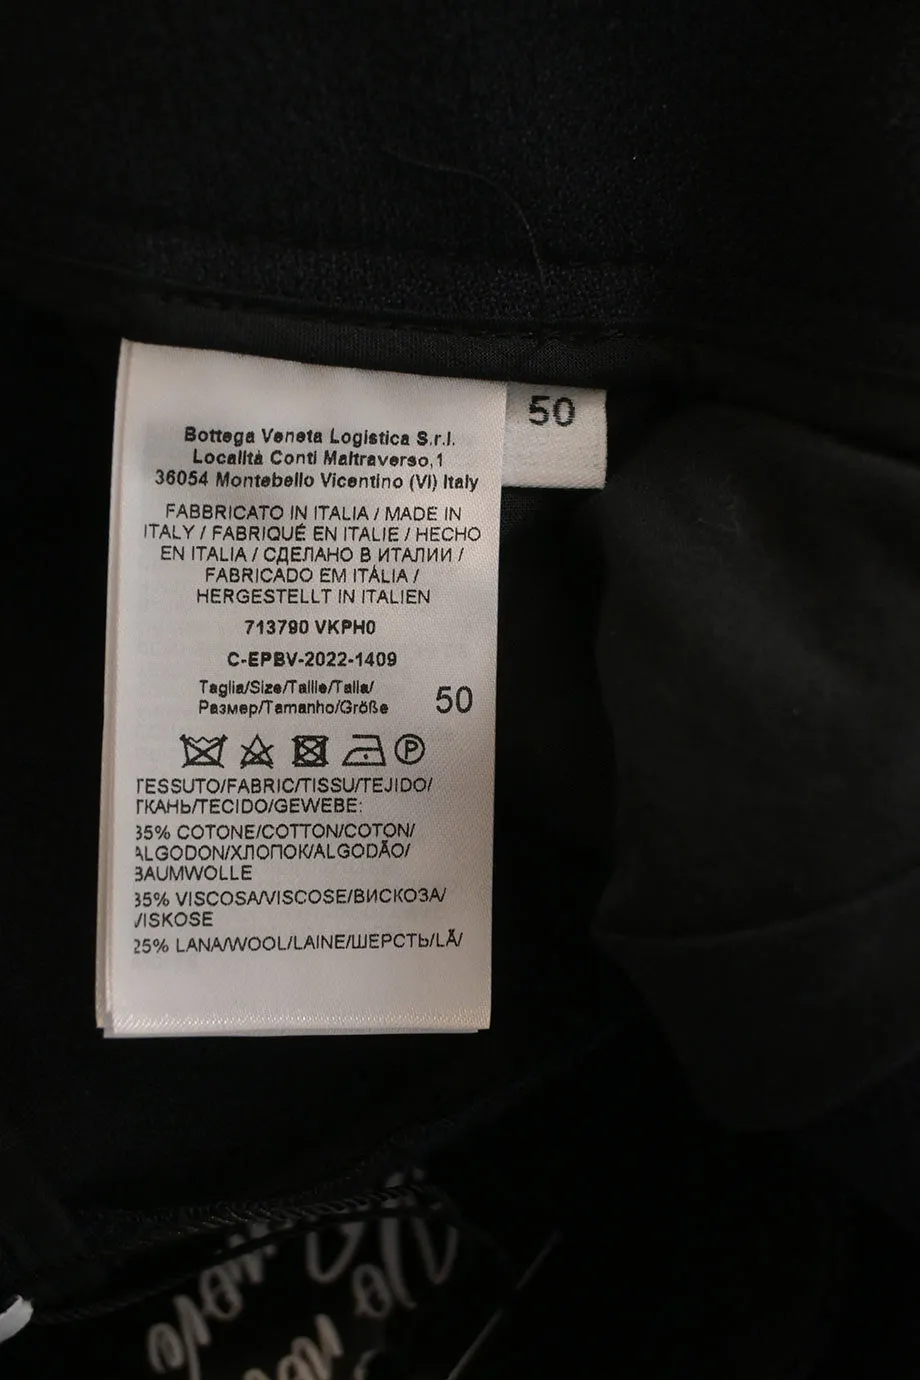 50
Bottega Veneta Logistica S.r.l.
Località Conti Maltraverso,1
36054 Montebello Vicentino (VI) Italy
FABBRICATO IN ITALIA / MADE IN
ITALY / FABRIQUÉ EN ITALIE / HECHO
EN ITALIA / СДЕЛАНО В ИТАЛИИ /
FABRICADO EM ITÁLIA /
HERGESTELLT IN ITALIEN
713790 VKPH0
C-EPBV-2022-1409
Taglia/Size/Taille/Talla/
Размер/Tamanho/Größe 50
P
TESSUTO/FABRIC/TISSU/TEJIDO/
ТКАНЬ/TECIDO/GEWEBE:
35% COTONE/COTTON/COTON/
ALGODON/ХЛОПОК/ALGODÃO/
BAUMWOLLE
35% VISCOSA/VISCOSE/ВИСКОЗА/
VISKOSE
25% LANA/WOOL/LAINE/ШЕРСТЬ/LÃ/